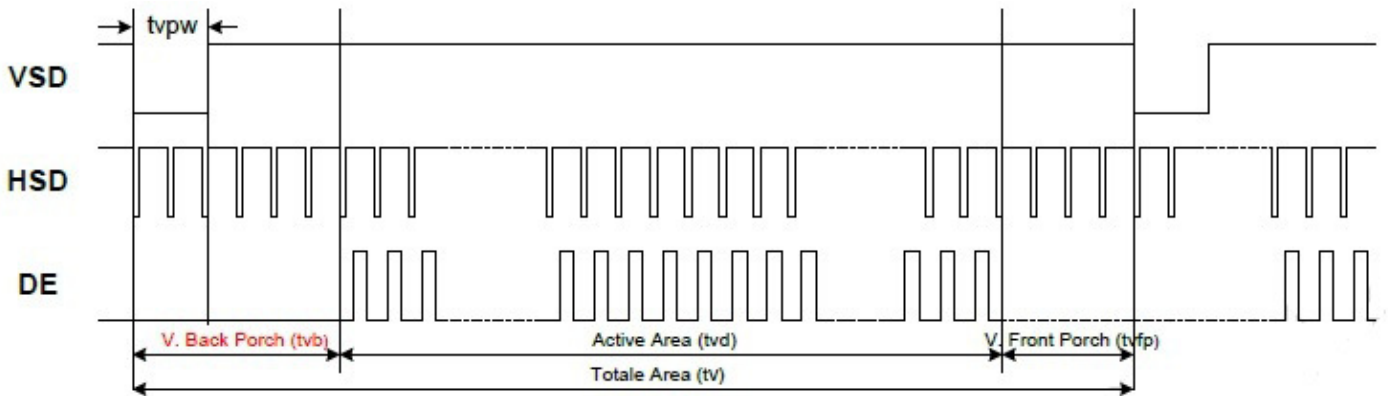 tvpw
VSD
HSD
DE
V. Back Porch (tvb)
Active Area (tvd)
V. Front Porch (tvfp)
Totale Area (tv)